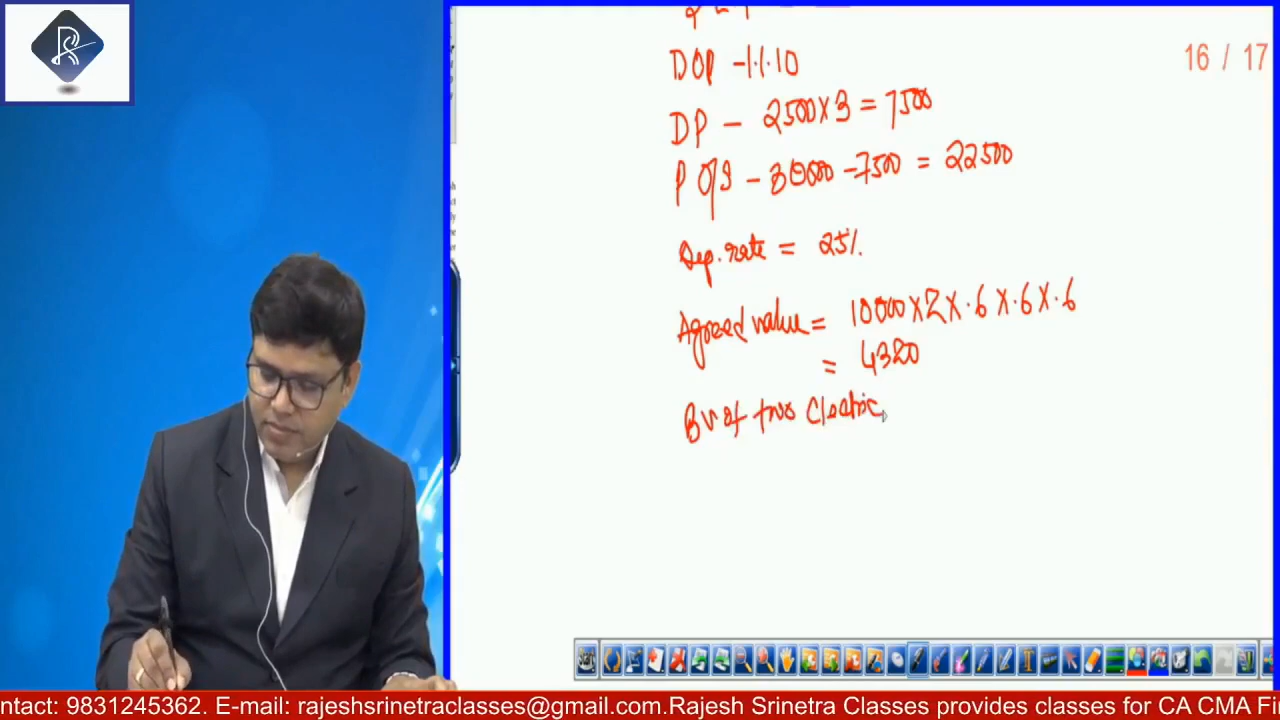 16 / 17
DOP - 1.1.10
DP - 2500 X 3 = 7500
P O/S - 30000 - 7500 = 22500
Dep. rate = 25%.
Agreed value = 10000 X 2 X .6 X .6 X .6
= 4320
BV of two Electric
ontact: 9831245362. E-mail: rajeshsrinetraclasses@gmail.com.Rajesh Srinetra Classes provides classes for CA CMA Fi